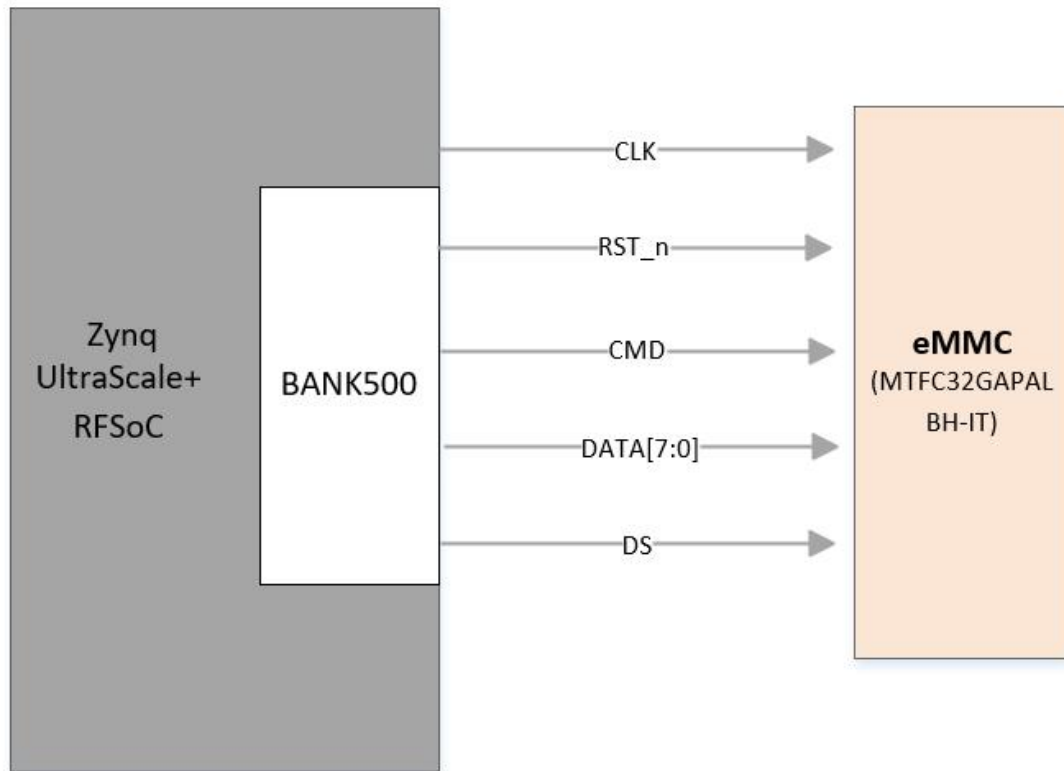 Zynq
UltraScale+
RFSoC
BANK500
CLK
RST_n
CMD
DATA[7:0]
DS
eMMC
(MTFC32GAPAL
BH-IT)